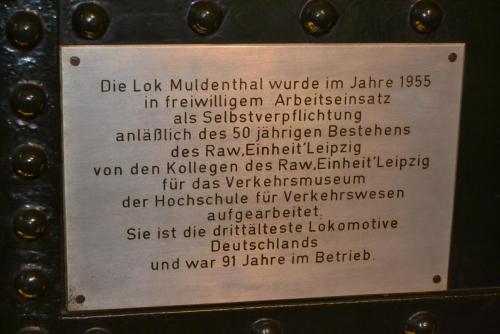 Die Lok Muldenthal wurde im Jahre 1955
in freiwilligem Arbeitseinsatz
als Selbstverpflichtung
anläßlich des 50 jährigen Bestehens
des Raw‚Einheit'Leipzig
von den Kollegen des Raw‚Einheit'Leipzig
für das Verkehrsmuseum
der Hochschule für Verkehrswesen
aufgearbeitet.
Sie ist die drittälteste Lokomotive
Deutschlands
und war 91 Jahre im Betrieb.